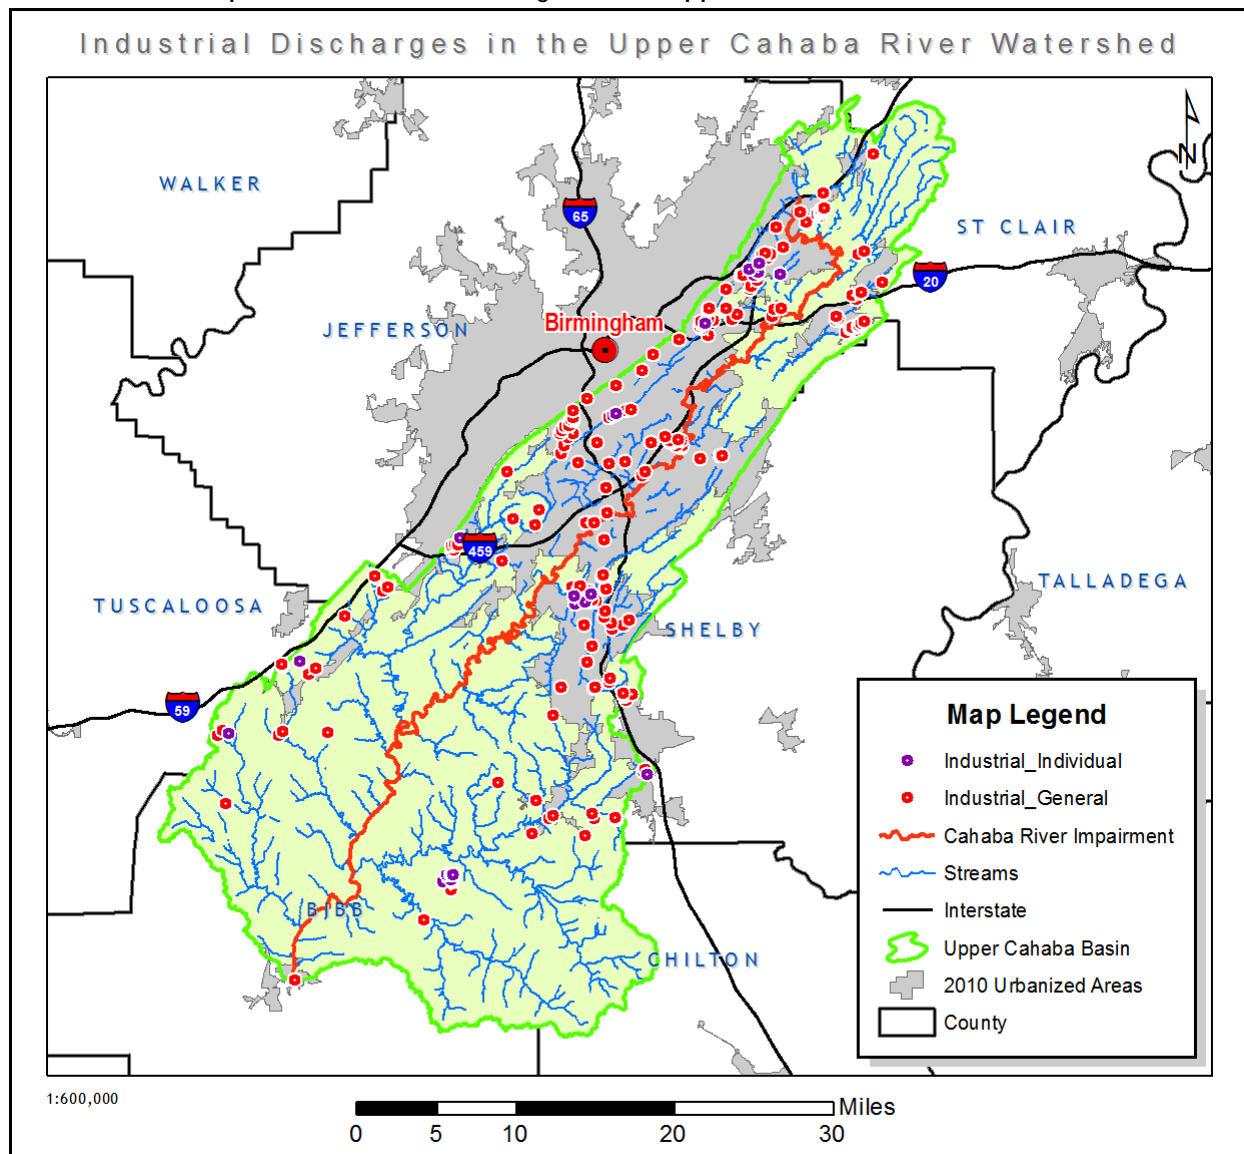 Industrial Discharges in the Upper Cahaba River Watershed
N
WALKER
65
ST CLAIR
20
JEFFERSON
Birmingham
459
TUSCALOOSA
TALLADEGA
SHELBY
59
BIBB
CHILTON
Map Legend
Industrial_Individual
Industrial_General
Cahaba River Impairment
Streams
Interstate
Upper Cahaba Basin
2010 Urbanized Areas
County
1:600,000
Miles
0 5 10 20 30